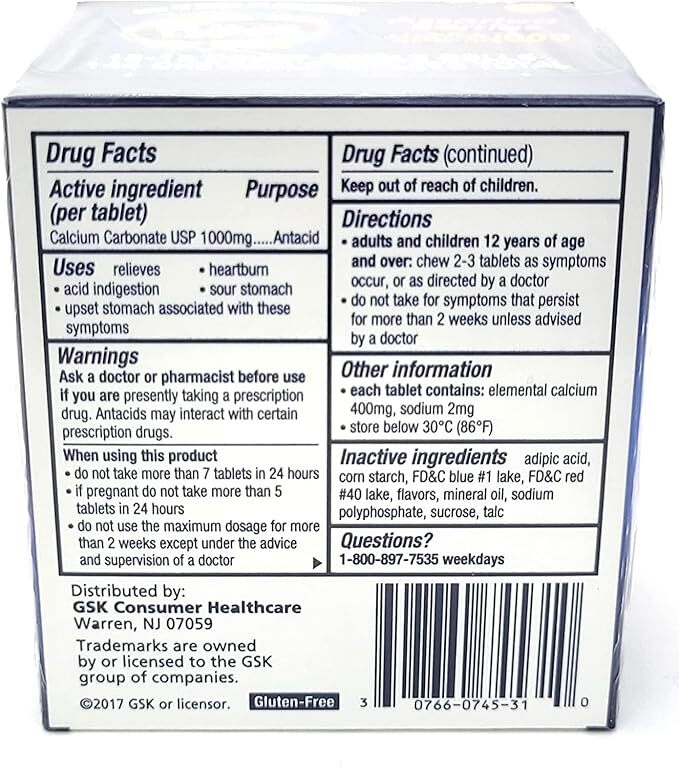 Drug Facts
Active ingredient Purpose
(per tablet)
Calcium Carbonate USP 1000mg.....Antacid
Uses relieves • heartburn
• acid indigestion • sour stomach
• upset stomach associated with these
symptoms
Warnings
Ask a doctor or pharmacist before use
if you are presently taking a prescription
drug. Antacids may interact with certain
prescription drugs.
When using this product
• do not take more than 7 tablets in 24 hours
• if pregnant do not take more than 5
tablets in 24 hours
• do not use the maximum dosage for more
than 2 weeks except under the advice
and supervision of a doctor
Drug Facts (continued)
Keep out of reach of children.
Directions
• adults and children 12 years of age
and over: chew 2-3 tablets as symptoms
occur, or as directed by a doctor
• do not take for symptoms that persist
for more than 2 weeks unless advised
by a doctor
Other information
• each tablet contains: elemental calcium
400mg, sodium 2mg
• store below 30°C (86°F)
Inactive ingredients adipic acid,
corn starch, FD&C blue #1 lake, FD&C red
#40 lake, flavors, mineral oil, sodium
polyphosphate, sucrose, talc
Questions?
1-800-897-7535 weekdays
Distributed by:
GSK Consumer Healthcare
Warren, NJ 07059
Trademarks are owned
by or licensed to the GSK
group of companies.
©2017 GSK or licensor. Gluten-Free
3 0766-0745-31 0